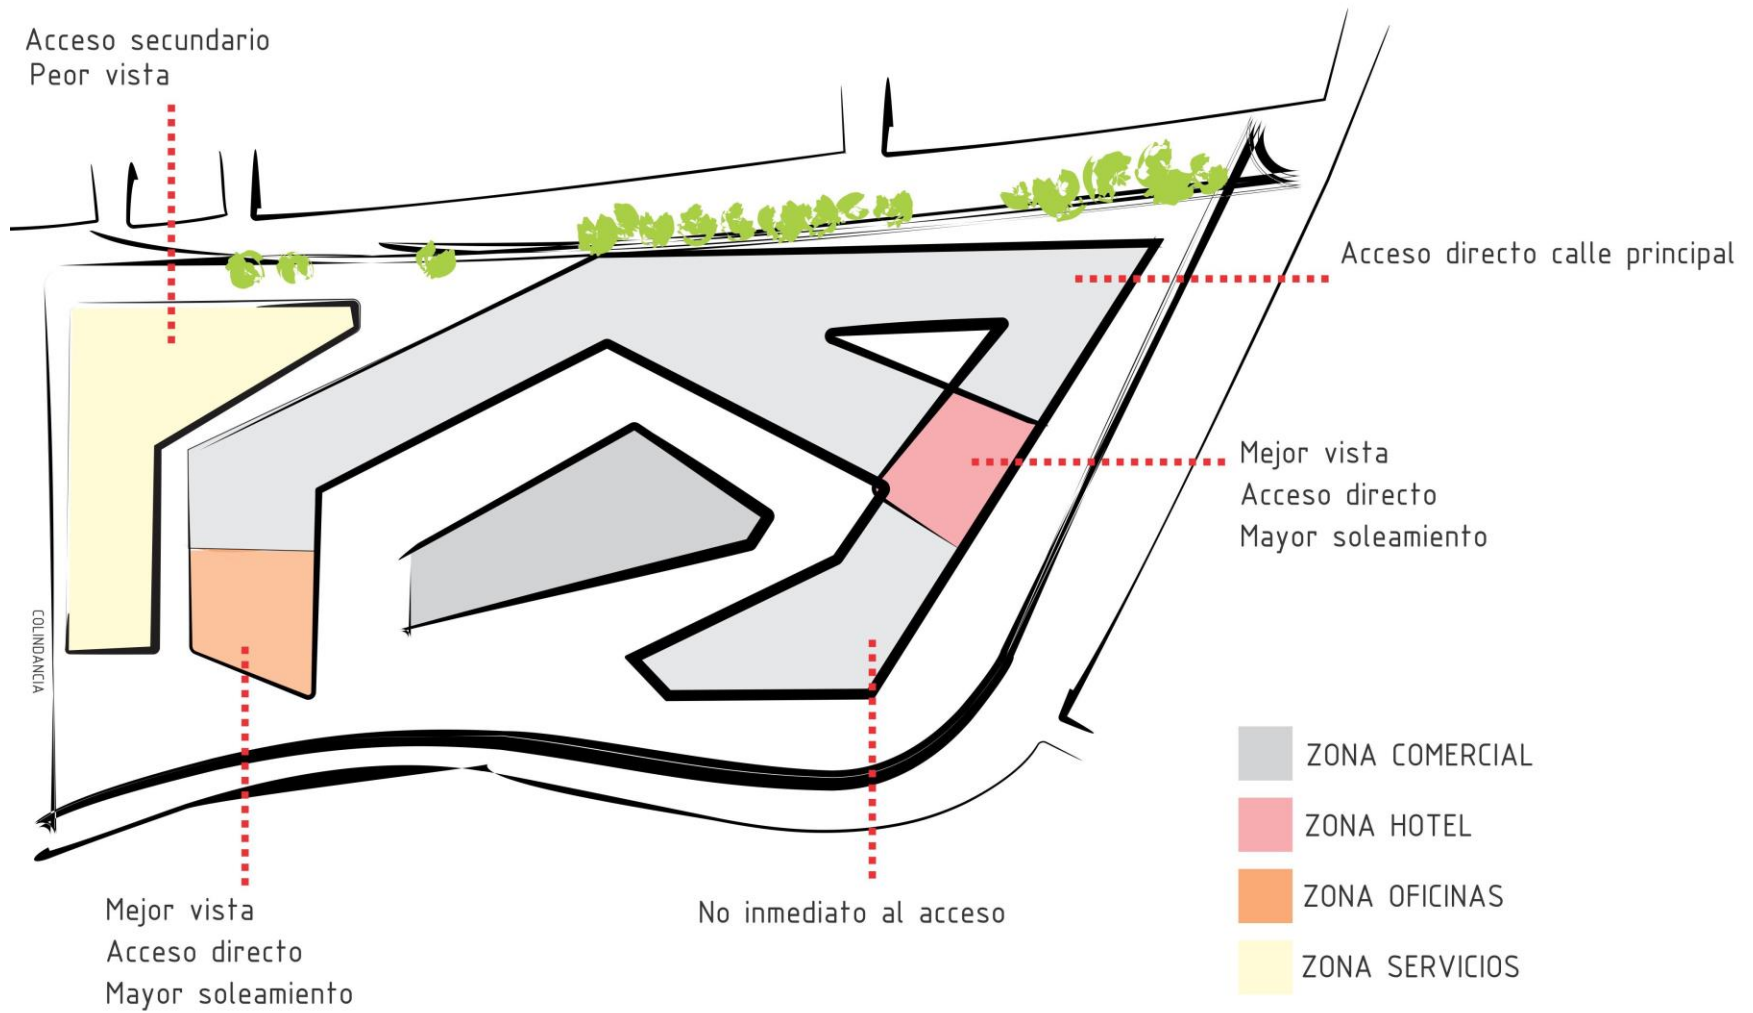 Acceso secundario
Peor vista
Acceso directo calle principal
Mejor vista
Acceso directo
Mayor soleamiento
COLINDANCIA
ZONA COMERCIAL
ZONA HOTEL
ZONA OFICINAS
ZONA SERVICIOS
Mejor vista
Acceso directo
Mayor soleamiento
No inmediato al acceso